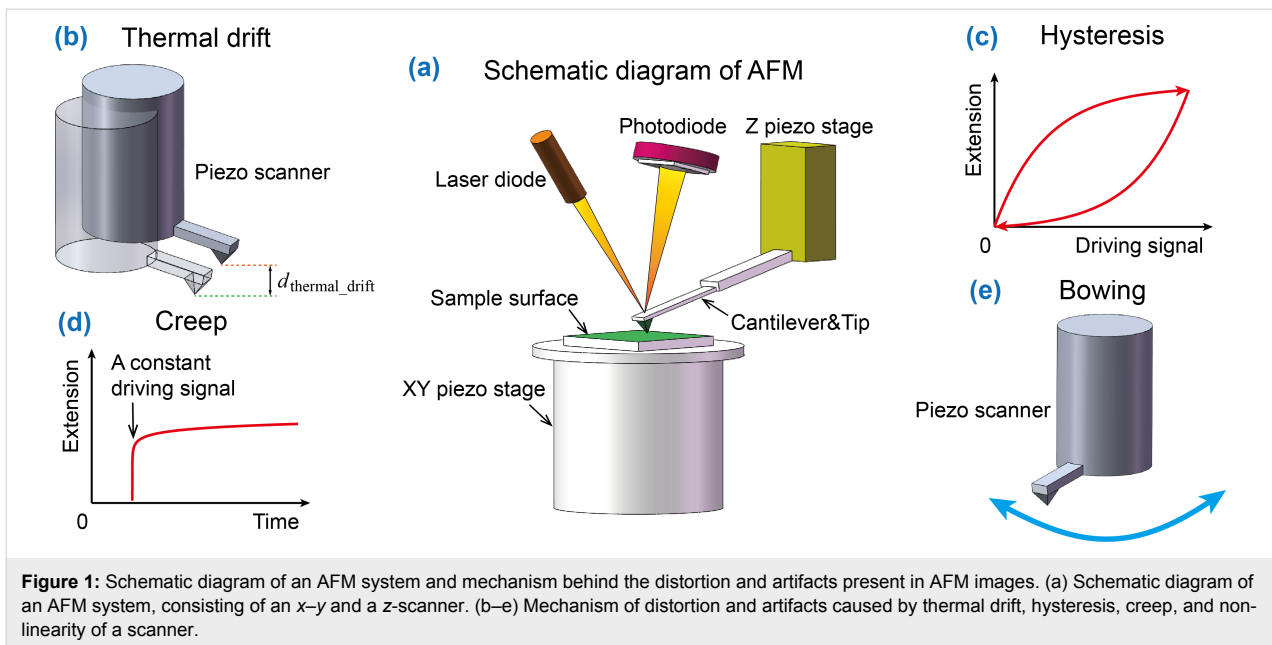 (b) Thermal drift
Piezo scanner
d thermal_drift
(a)
Schematic diagram of AFM
Laser diode
Photodiode
Z piezo stage
Sample surface
Cantilever&Tip
XY piezo stage
(c)
Hysteresis
Extension
0
Driving signal
(d)
Creep
A constant
driving signal
Extension
0
Time
(e)
Bowing
Piezo scanner
Figure 1: Schematic diagram of an AFM system and mechanism behind the distortion and artifacts present in AFM images. (a) Schematic diagram of
an AFM system, consisting of an x–y and a z-scanner. (b–e) Mechanism of distortion and artifacts caused by thermal drift, hysteresis, creep, and non-
linearity of a scanner.